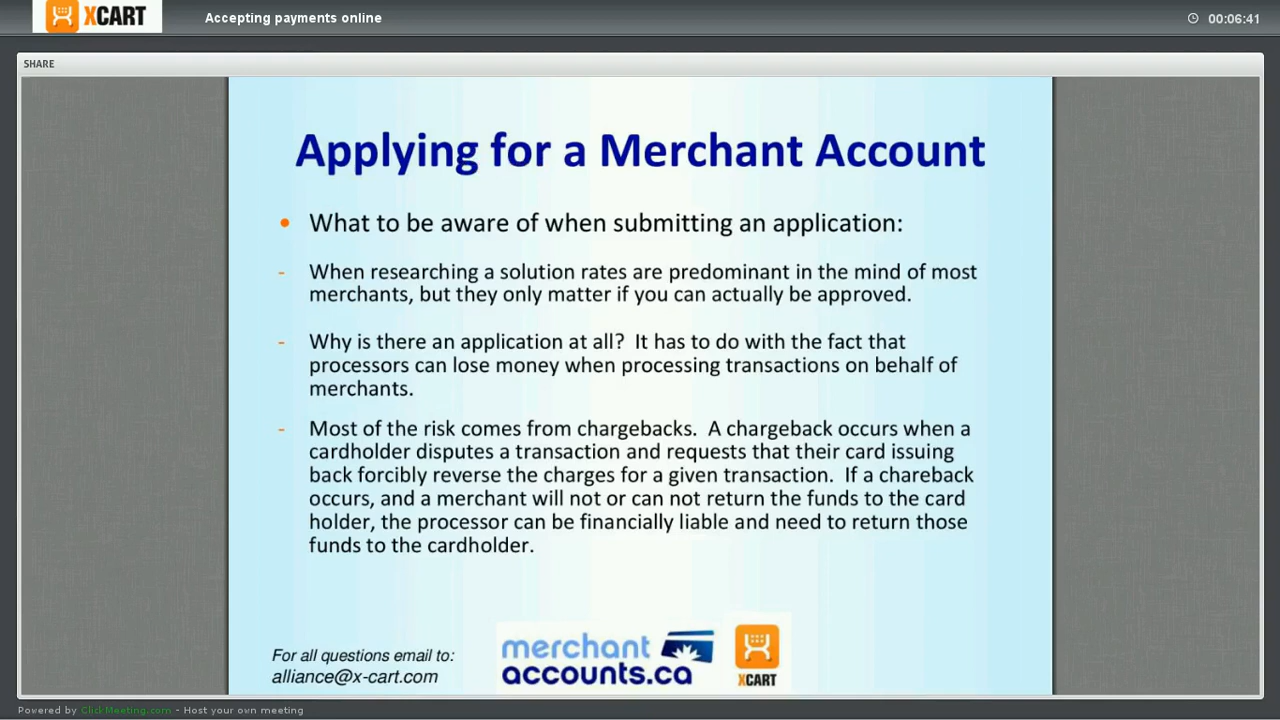 XCART
Accepting payments online
00:06:41
SHARE
Applying for a Merchant Account
• What to be aware of when submitting an application:
- When researching a solution rates are predominant in the mind of most
merchants, but they only matter if you can actually be approved.
- Why is there an application at all?  It has to do with the fact that
processors can lose money when processing transactions on behalf of
merchants.
- Most of the risk comes from chargebacks.  A chargeback occurs when a
cardholder disputes a transaction and requests that their card issuing
back forcibly reverse the charges for a given transaction.  If a chareback
occurs, and a merchant will not or can not return the funds to the card
holder, the processor can be financially liable and need to return those
funds to the cardholder.
For all questions email to:
alliance@x-cart.com
merchant
accounts.ca
XCART
Powered by ClickMeeting.com - Host your own meeting